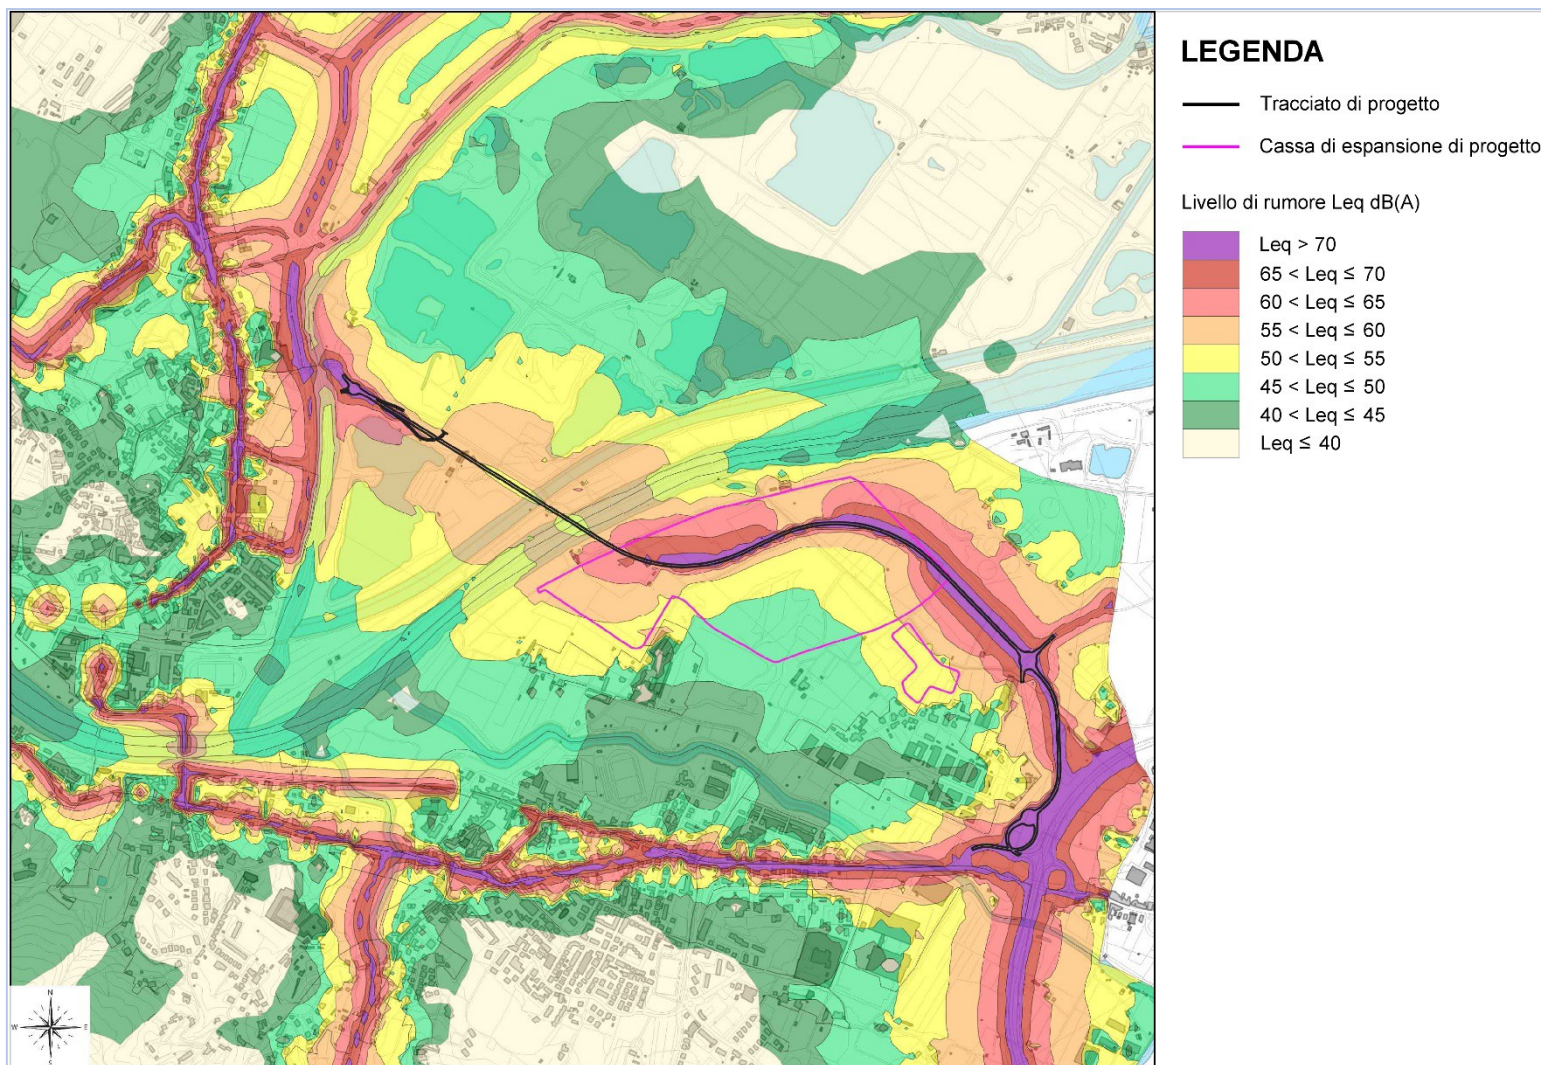 LEGENDA
Tracciato di progetto
Cassa di espansione di progetto
Livello di rumore Leq dB(A)
Leq > 70
65 < Leq ≤ 70
60 < Leq ≤ 65
55 < Leq ≤ 60
50 < Leq ≤ 55
45 < Leq ≤ 50
40 < Leq ≤ 45
Leq ≤ 40
N
W E
S